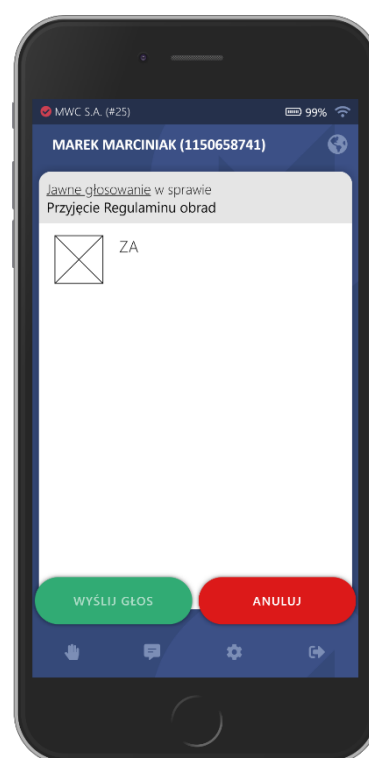 MWC S.A. (#25) 99%
MAREK MARCINIAK (1150658741)
Jawne głosowanie w sprawie
Przyjęcie Regulaminu obrad
ZA
WYŚLIJ GŁOS ANULUJ